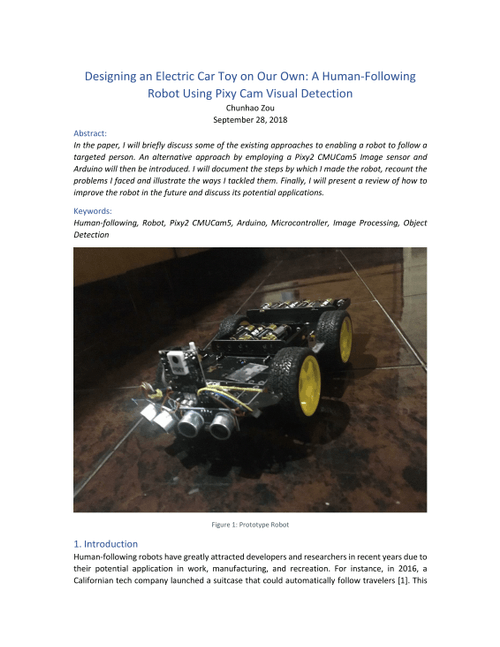 Designing an Electric Car Toy on Our Own: A Human-Following
Robot Using Pixy Cam Visual Detection
Chunhao Zou
September 28, 2018
Abstract:
In the paper, I will briefly discuss some of the existing approaches to enabling a robot to follow a
targeted person. An alternative approach by employing a Pixy2 CMUCam5 Image sensor and
Arduino will then be introduced. I will document the steps by which I made the robot, recount the
problems I faced and illustrate the ways I tackled them. Finally, I will present a review of how to
improve the robot in the future and discuss its potential applications.
Keywords:
Human-following, Robot, Pixy2 CMUCam5, Arduino, Microcontroller, Image Processing, Object
Detection
Figure 1: Prototype Robot
1. Introduction
Human-following robots have greatly attracted developers and researchers in recent years due to
their potential application in work, manufacturing, and recreation. For instance, in 2016, a
Californian tech company launched a suitcase that could automatically follow travelers [1]. This